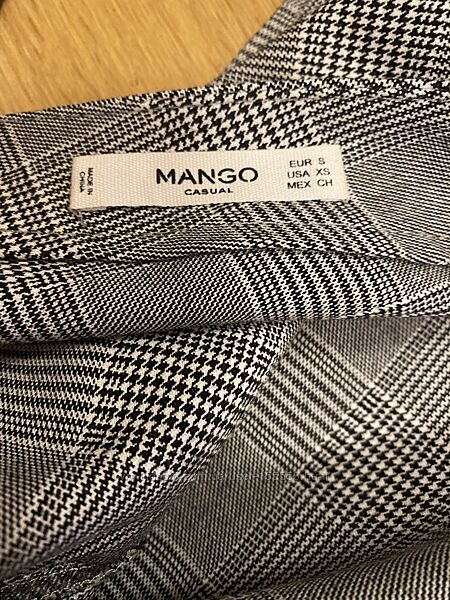 MADE IN
CHINA
MANGO
CASUAL
EUR S
USA XS
MEX CH